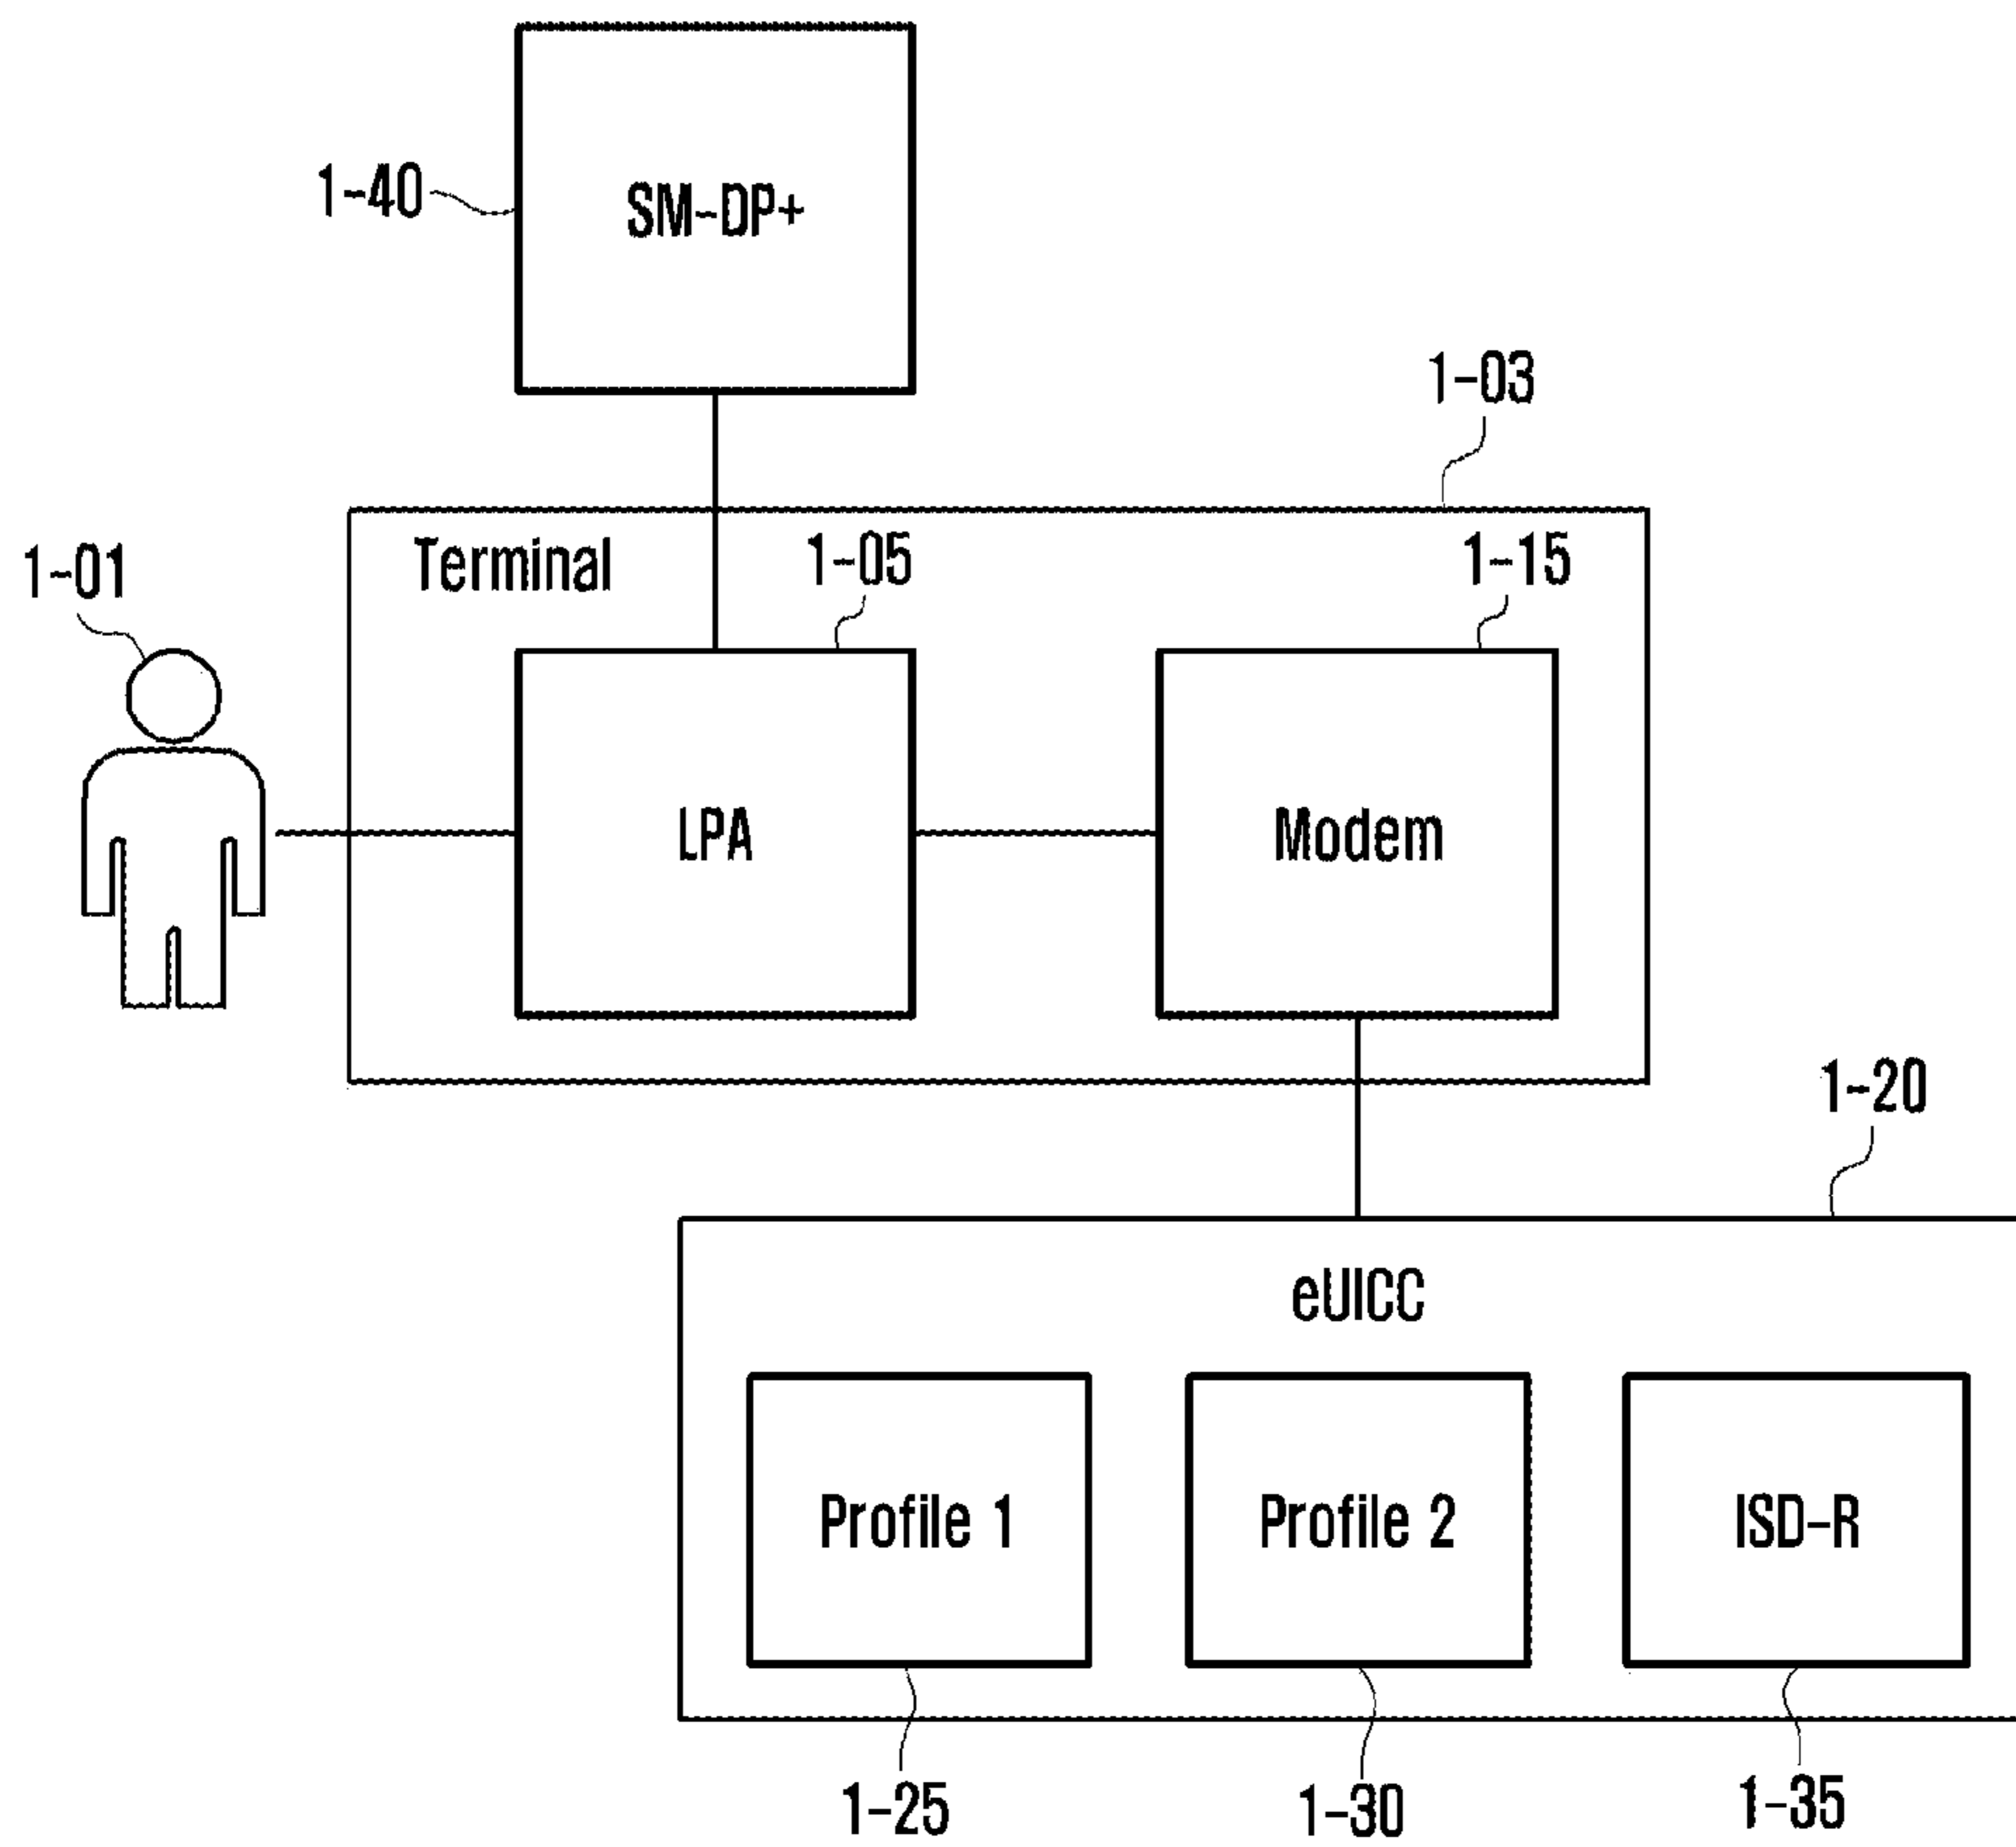 1-40
SM-DP+
1-03
1-01
Terminal
1-05
1-15
LPA
Modem
1-20
eUICC
Profile 1
Profile 2
ISD-R
1-25
1-30
1-35